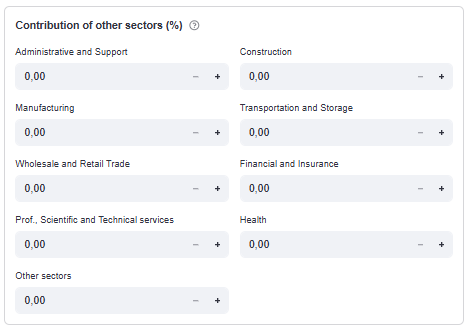 Contribution of other sectors (%) ?
Administrative and Support
0,00 − +
Construction
0,00 − +
Manufacturing
0,00 − +
Transportation and Storage
0,00 − +
Wholesale and Retail Trade
0,00 − +
Financial and Insurance
0,00 − +
Prof., Scientific and Technical services
0,00 − +
Health
0,00 − +
Other sectors
0,00 − +